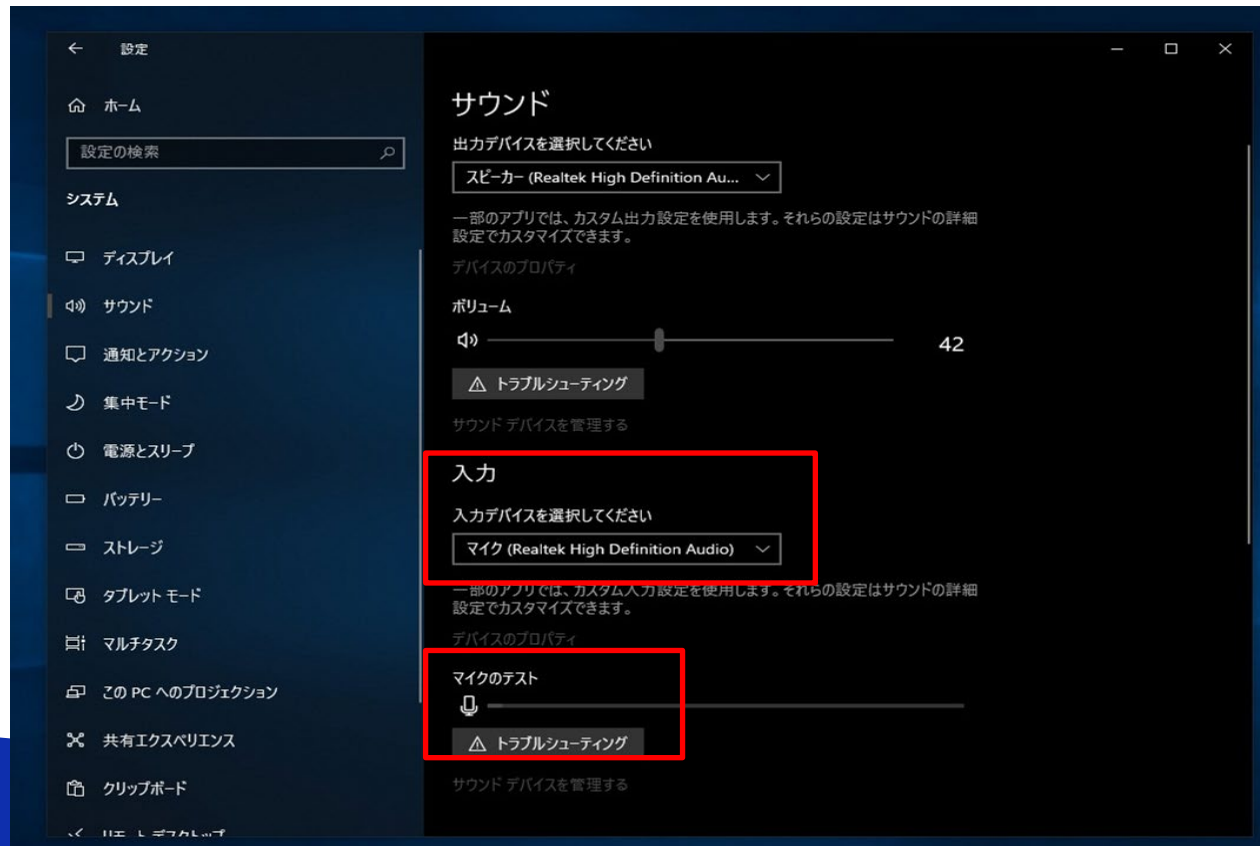 設定
ホーム
設定の検索
システム
ディスプレイ
サウンド
通知とアクション
集中モード
電源とスリープ
バッテリー
ストレージ
タブレット モード
マルチタスク
この PC へのプロジェクション
共有エクスペリエンス
クリップボード
リモート デスクトップ
サウンド
出力デバイスを選択してください
スピーカー (Realtek High Definition Au...
一部のアプリでは、カスタム出力設定を使用します。それらの設定はサウンドの詳細
設定でカスタマイズできます。
デバイスのプロパティ
ボリューム
42
トラブルシューティング
サウンド デバイスを管理する
入力
入力デバイスを選択してください
マイク (Realtek High Definition Audio)
一部のアプリでは、カスタム入力設定を使用します。それらの設定はサウンドの詳細
設定でカスタマイズできます。
デバイスのプロパティ
マイクのテスト
トラブルシューティング
サウンド デバイスを管理する